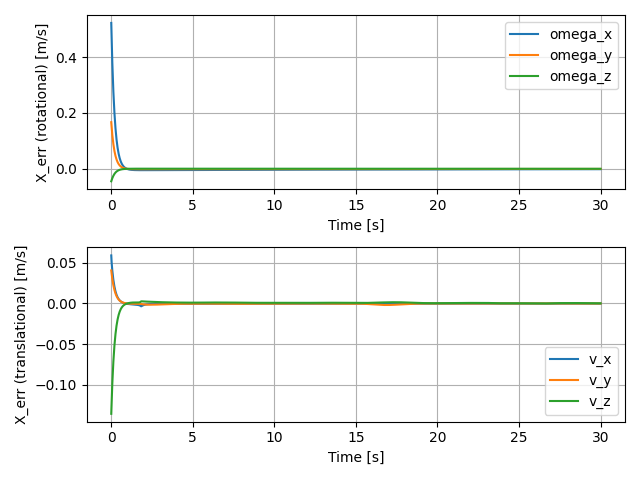 X_err (rotational) [m/s]
0.4
0.2
0.0
omega_x
omega_y
omega_z
0 5 10 15 20 25 30
Time [s]
X_err (translational) [m/s]
0.05
0.00
−0.05
−0.10
v_x
v_y
v_z
0 5 10 15 20 25 30
Time [s]